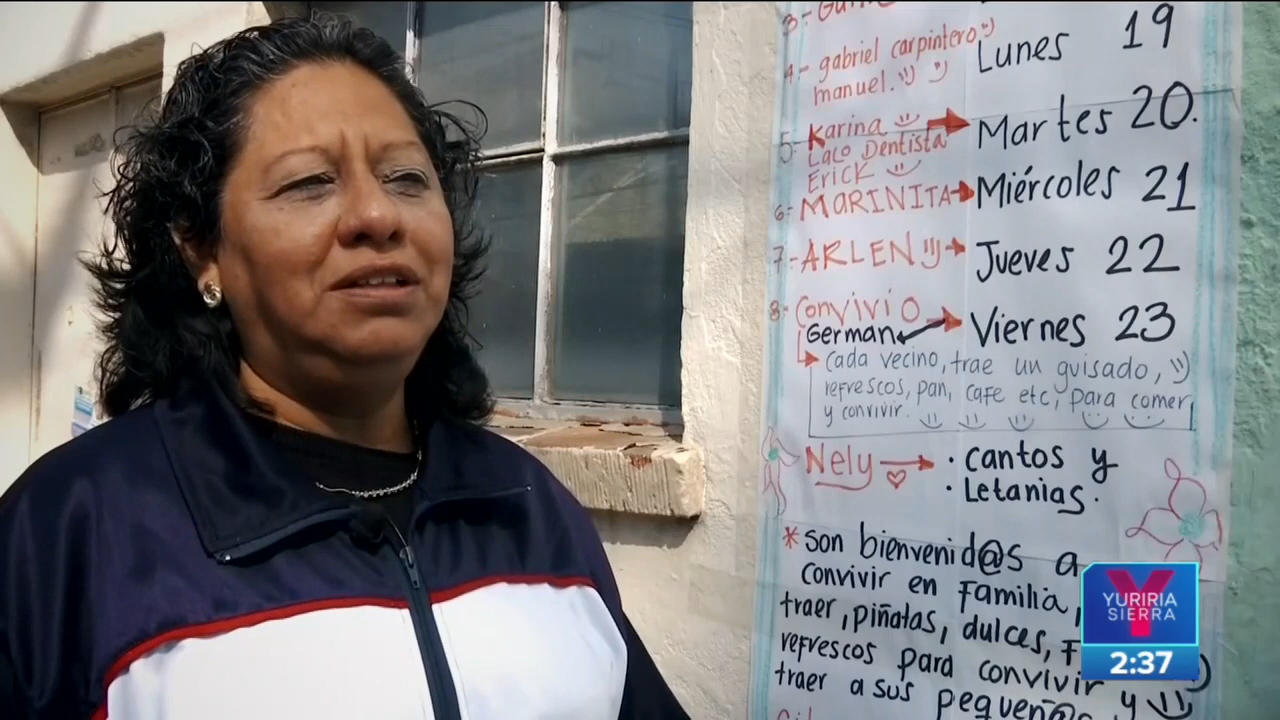 3.-
4.- gabriel carpintero Lunes 19
manuel.
5.- Karina Martes 20.
Laco Dentista
Erick
6.- MARINITA Miércoles 21
7- ARLEN Jueves 22
8- Convivio
German Viernes 23
Cada vecino, trae un guisado,
refrescos, pan, cafe etc, para comer
y convivir.
Nely · Cantos y
· Letanias.
* son bienvenid@s a
convivir en Familia,
traer, piñatas, dulces, F
refrescos para convivir y
traer a sus pequeñ@s
YURIRIA
SIERRA
2:37